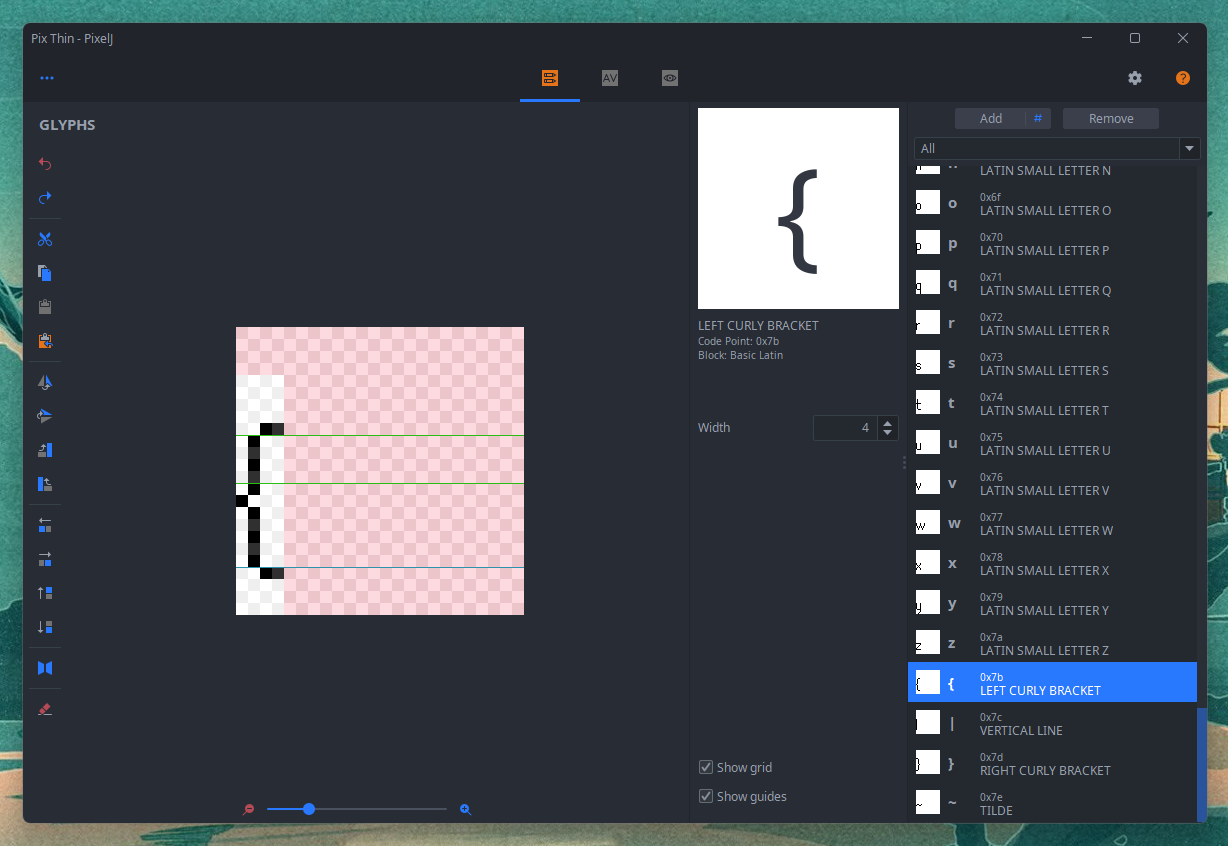 Pix Thin - PixelJ
AV
?
GLYPHS
{
LEFT CURLY BRACKET
Code Point: 0x7b
Block: Basic Latin
Width
4
Show grid
Show guides
Add
#
Remove
All
LATIN SMALL LETTER N
o
o
0x6f
LATIN SMALL LETTER O
p
p
0x70
LATIN SMALL LETTER P
q
q
0x71
LATIN SMALL LETTER Q
r
r
0x72
LATIN SMALL LETTER R
s
s
0x73
LATIN SMALL LETTER S
t
t
0x74
LATIN SMALL LETTER T
u
u
0x75
LATIN SMALL LETTER U
v
v
0x76
LATIN SMALL LETTER V
w
w
0x77
LATIN SMALL LETTER W
x
x
0x78
LATIN SMALL LETTER X
y
y
0x79
LATIN SMALL LETTER Y
z
z
0x7a
LATIN SMALL LETTER Z
{
{
0x7b
LEFT CURLY BRACKET
|
|
0x7c
VERTICAL LINE
}
}
0x7d
RIGHT CURLY BRACKET
~
~
0x7e
TILDE